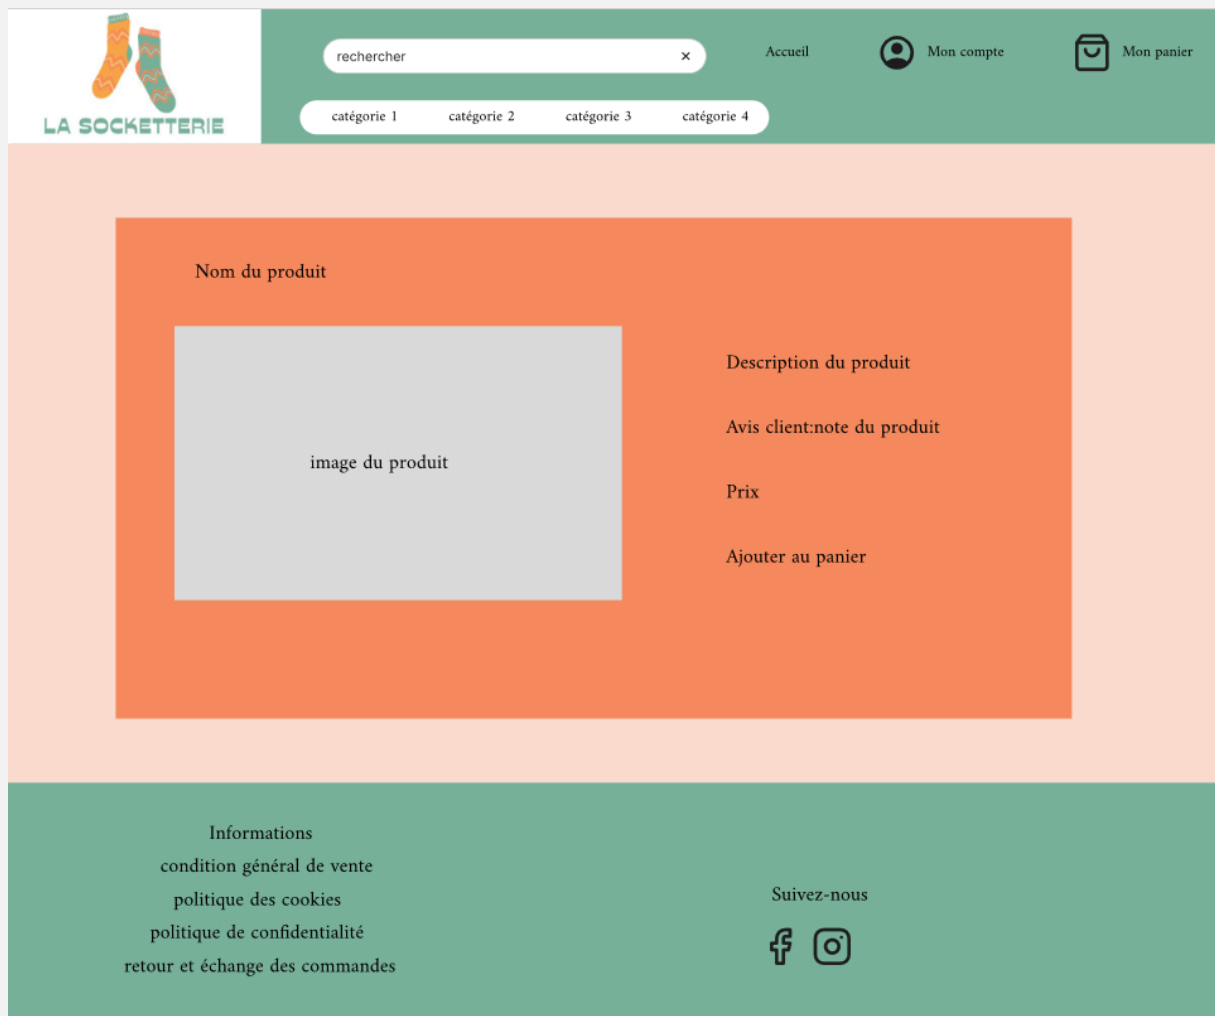 LA SOCKETTERIE
rechercher
Accueil
Mon compte
Mon panier
catégorie 1
catégorie 2
catégorie 3
catégorie 4
Nom du produit
image du produit
Description du produit
Avis client:note du produit
Prix
Ajouter au panier
Informations
condition général de vente
politique des cookies
politique de confidentialité
retour et échange des commandes
Suivez-nous